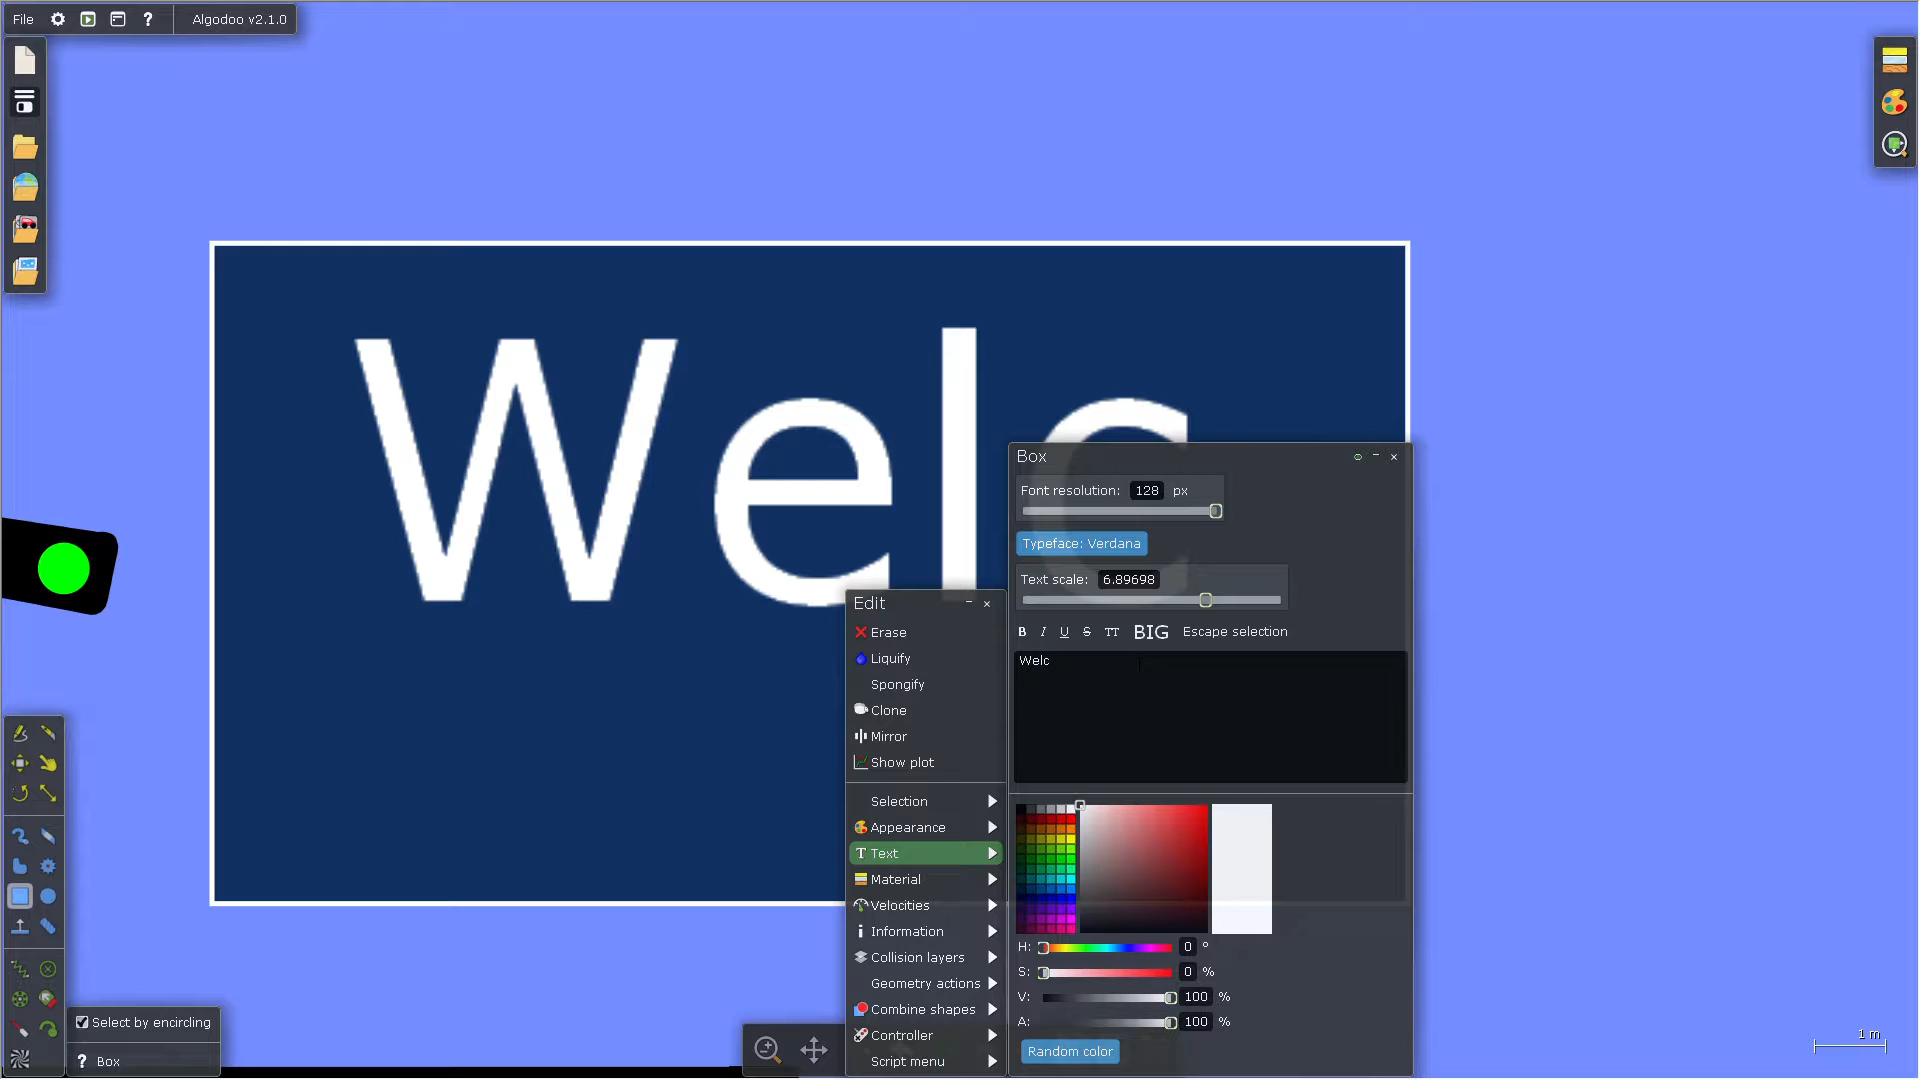 File ? Algodoo v2.1.0
Welc
Box
Font resolution: 128 px
Typeface: Verdana
Text scale: 6.89698
B I U S TT BIG Escape selection
Welc
Edit
Erase
Liquify
Spongify
Clone
Mirror
Show plot
Selection
Appearance
T Text
Material
Velocities
Information
Collision layers
Geometry actions
Combine shapes
Controller
Script menu
H: 0 °
S: 0 %
V: 100 %
A: 100 %
Random color
Select by encircling
? Box
1 m